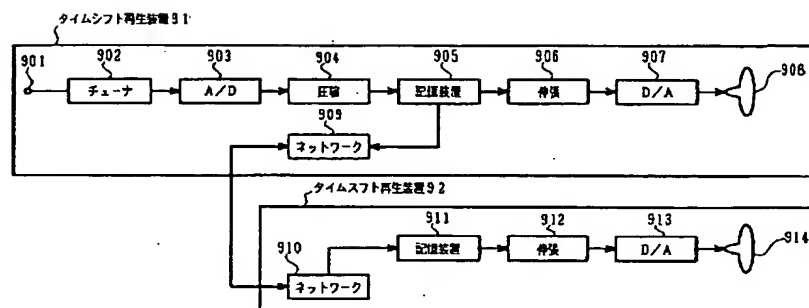 タイムシフト再生装置91
901
902
903
904
905
906
907
908
チューナ
A/D
圧縮
記憶装置
伸張
D/A
909
ネットワーク
タイムスフト再生装置92
910
911
912
913
914
記憶装置
伸張
D/A
ネットワーク